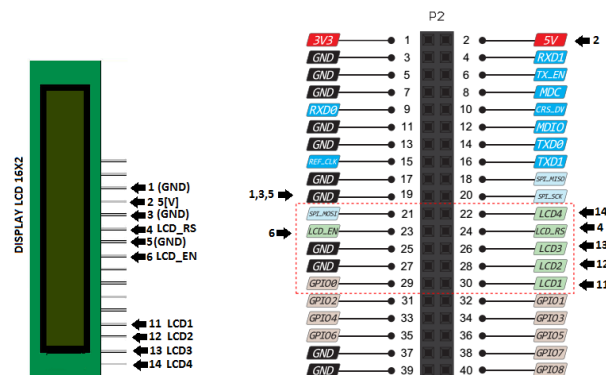 DISPLAY LCD 16X2
1 (GND)
2 5[V]
3 (GND)
4 LCD_RS
5(GND)
6 LCD_EN
11 LCD1
12 LCD2
13 LCD3
14 LCD4
P2
3V3 1 2 5V 2
GND 3 4 RXD1
GND 5 6 TX_EN
GND 7 8 MDC
RXD0 9 10 CRS_DV
GND 11 12 MDIO
GND 13 14 TXD0
REF_CLK 15 16 TXD1
GND 17 18 SPI_MISO
1,3,5 GND 19 20 SPI_SCK
SPI_MOSI 21 22 LCD4 14
6 LCD_EN 23 24 LCD_RS 4
GND 25 26 LCD3 13
GND 27 28 LCD2 12
GPIO0 29 30 LCD1 11
GPIO2 31 32 GPIO1
GPIO4 33 34 GPIO3
GPIO6 35 36 GPIO5
GND 37 38 GPIO7
GND 39 40 GPIO8